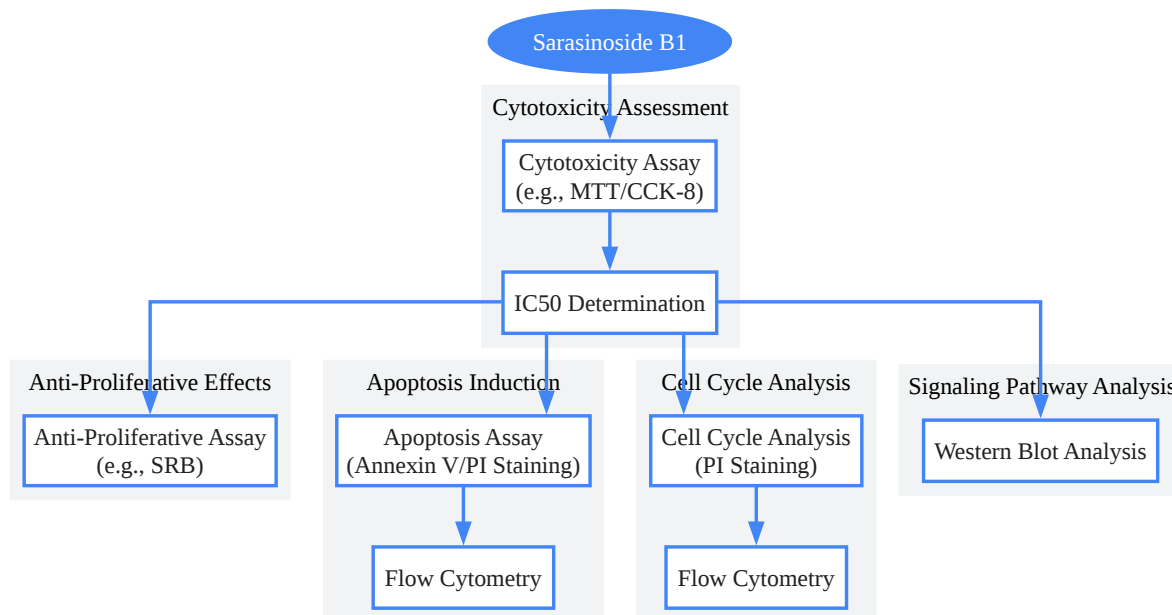 Sarasinoside B1
Cytotoxicity Assessment
Cytotoxicity Assay
(e.g., MTT/CCK-8)
IC50 Determination
Anti-Proliferative Effects
Apoptosis Induction
Cell Cycle Analysis
Signaling Pathway Analysis
Anti-Proliferative Assay
(e.g., SRB)
Apoptosis Assay
(Annexin V/PI Staining)
Cell Cycle Analysis
(PI Staining)
Western Blot Analysis
Flow Cytometry
Flow Cytometry